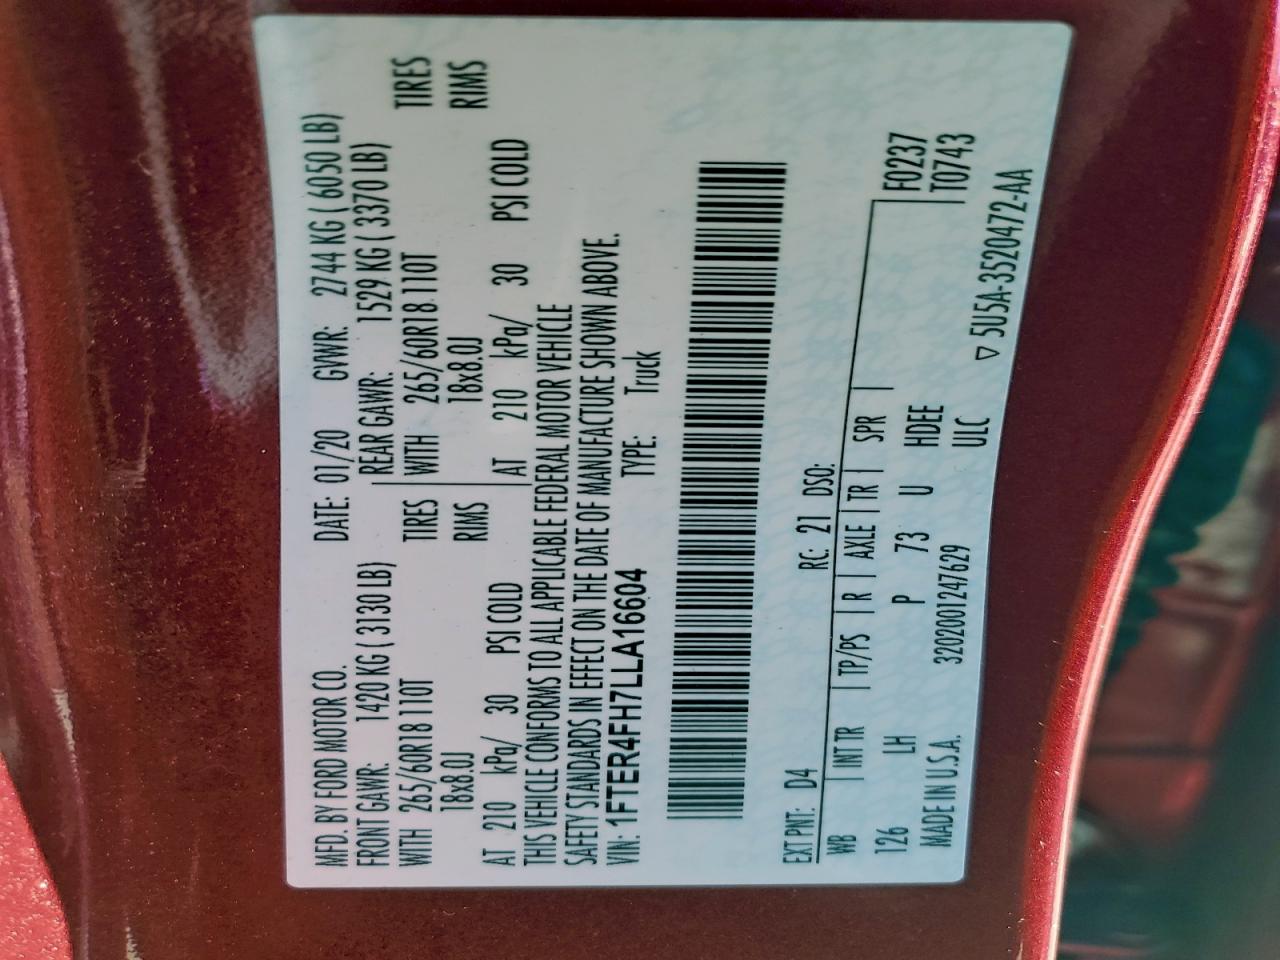 MFD. BY FORD MOTOR CO. DATE: 01/20 GVWR: 2744 KG ( 6050 LB)
FRONT GAWR: 1420 KG ( 3130 LB) REAR GAWR: 1529 KG ( 3370 LB)
WITH 265/60R18 110T TIRES WITH 265/60R18 110T TIRES
18x8.0J RIMS 18x8.0J RIMS
AT 210 kPa/ 30 PSI COLD AT 210 kPa/ 30 PSI COLD
THIS VEHICLE CONFORMS TO ALL APPLICABLE FEDERAL MOTOR VEHICLE
SAFETY STANDARDS IN EFFECT ON THE DATE OF MANUFACTURE SHOWN ABOVE.
VIN: 1FTER4FH7LLA16604 TYPE: Truck
EXT PNT: D4 RC: 21 DSO:
WB | INT TR | TP/PS | R | AXLE | TR | SPR | F0237
126 LH P 73 U HDEE T0743
MADE IN U.S.A. 3202001247629 ULC ▽ 5U5A-3520472-AA